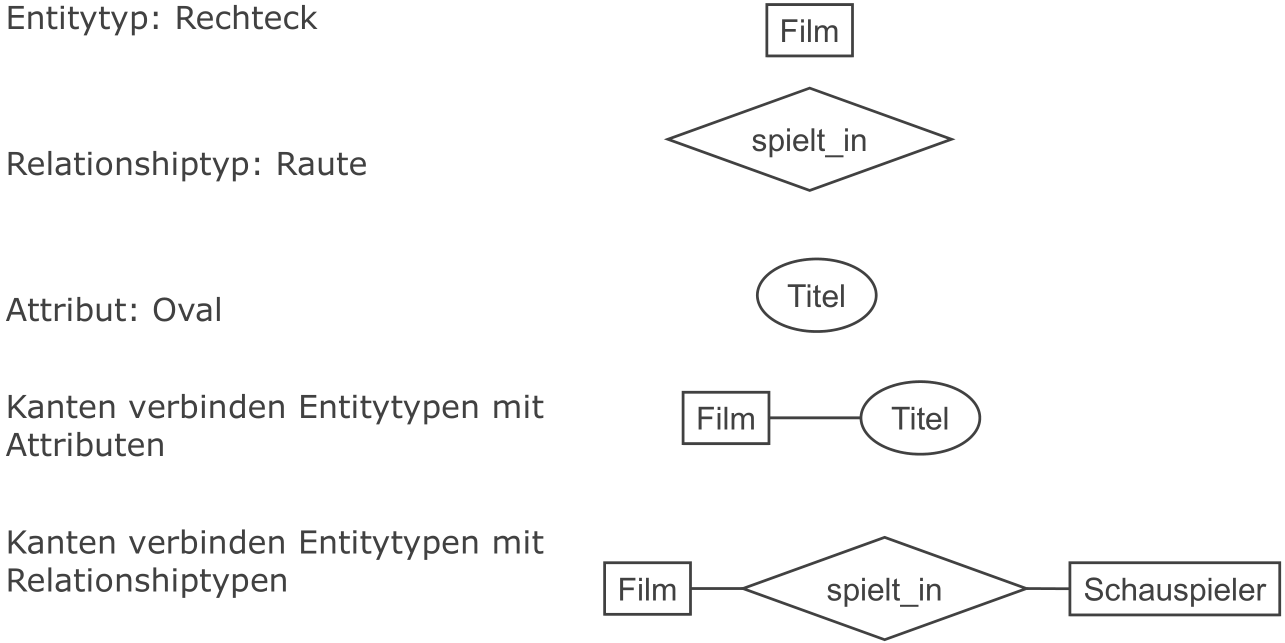 Entitytyp: Rechteck
Film
spielt_in
Relationshiptyp: Raute
Attribut: Oval
Titel
Kanten verbinden Entitytypen mit
Attributen
Film
Titel
Kanten verbinden Entitytypen mit
Relationshiptypen
Film
spielt_in
Schauspieler